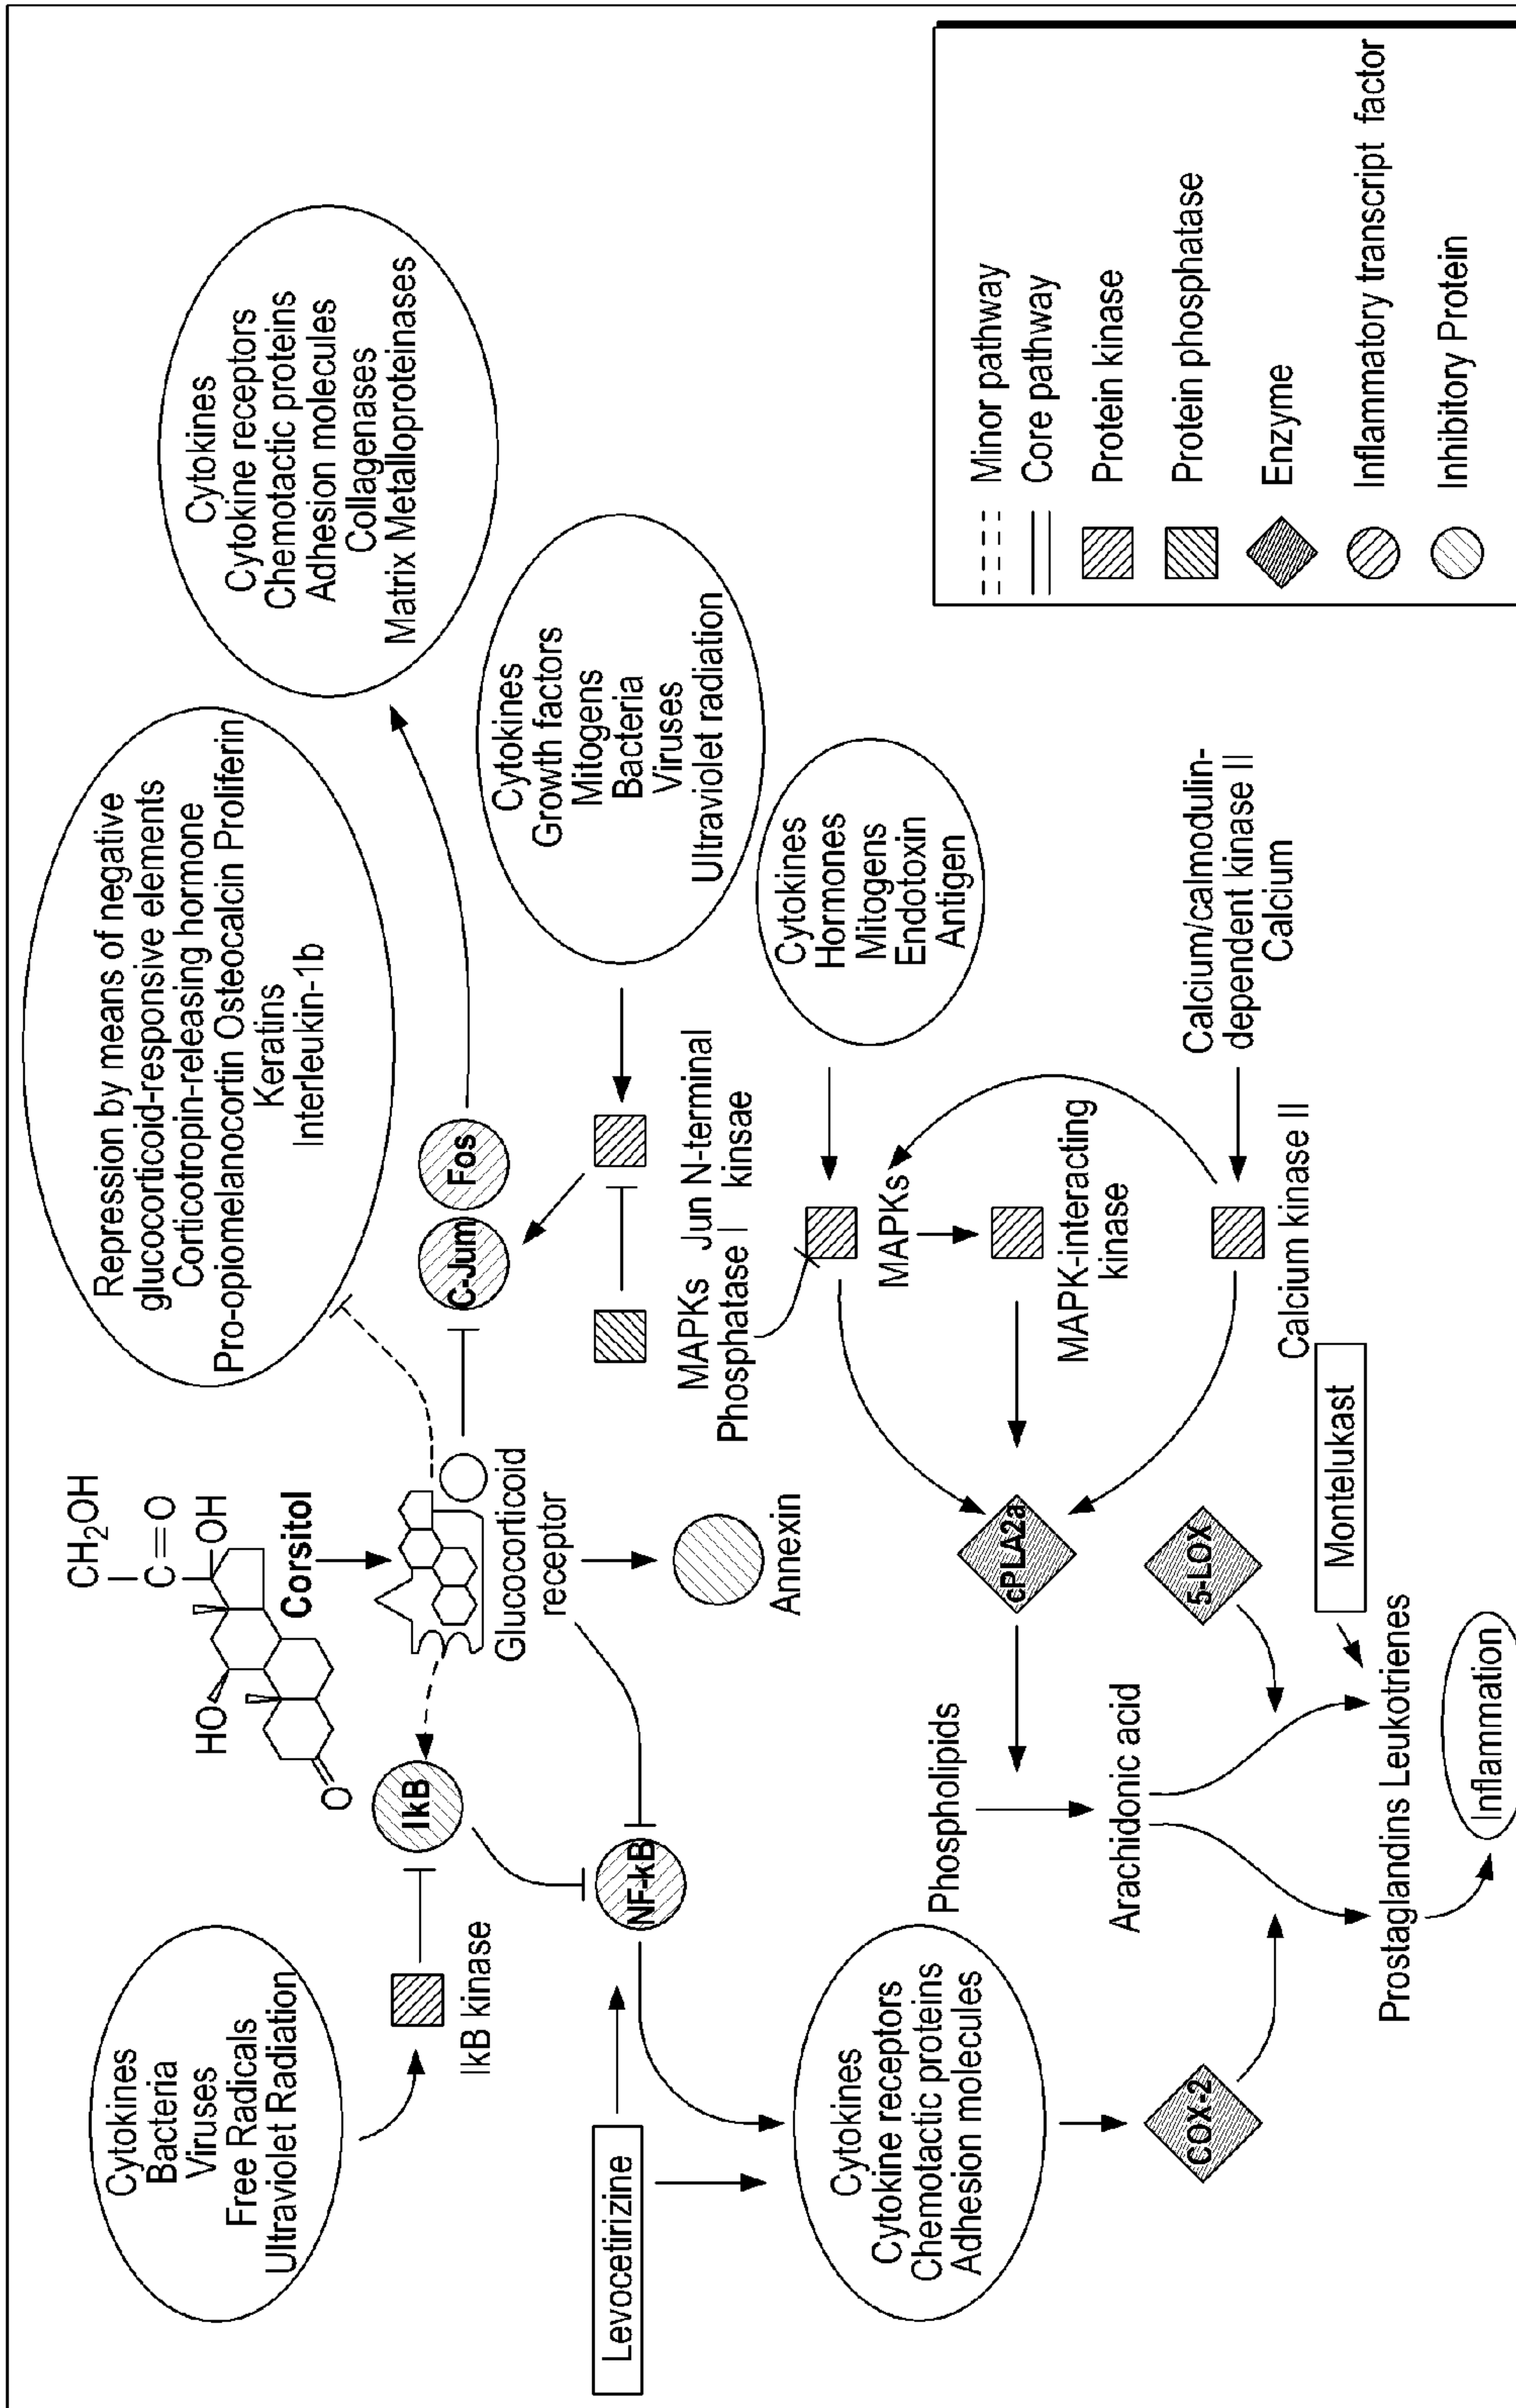 Cytokines
Bacteria
Viruses
Free Radicals
Ultraviolet Radiation
IkB kinase
IkB
CH2OH
C=O
OH
HO
O
Corsitol
Glucocorticoid
receptor
Annexin
Repression by means of negative
glucocorticoid-responsive elements
Corticotropin-releasing hormone
Pro-opiomelanocortin Osteocalcin Proliferin
Keratins
Interleukin-1b
C-Jum
Fos
Cytokines
Cytokine receptors
Chemotactic proteins
Adhesion molecules
Collagenases
Matrix Metalloproteinases
Cytokines
Growth factors
Mitogens
Bacteria
Viruses
Ultraviolet radiation
MAPKs Jun N-terminal
Phosphatase I kinsae
Levocetirizine
NF-kB
Cytokines
Cytokine receptors
Chemotactic proteins
Adhesion molecules
COX-2
Phospholipids
Arachidonic acid
cPLA2a
5-LOX
Montelukast
Prostaglandins Leukotrienes
Inflammation
Cytokines
Hormones
Mitogens
Endotoxin
Antigen
MAPKs
MAPK-interacting
kinase
Calcium kinase II
Calcium/calmodulin-
dependent kinase II
Calcium
Minor pathway
Core pathway
Protein kinase
Protein phosphatase
Enzyme
Inflammatory transcript factor
Inhibitory Protein